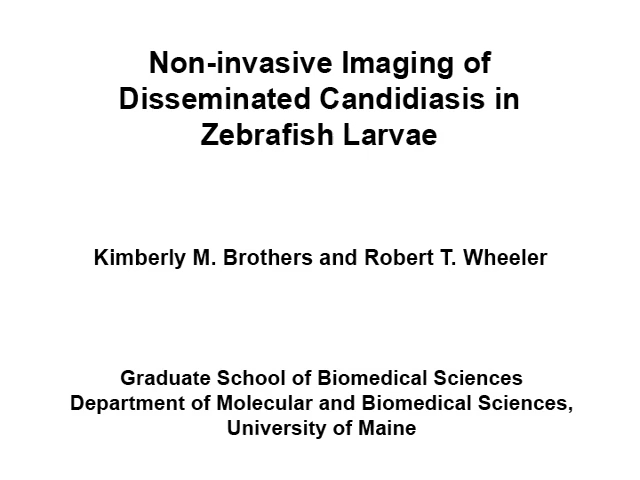 Non-invasive Imaging of
Disseminated Candidiasis in
Zebrafish Larvae
Kimberly M. Brothers and Robert T. Wheeler
Graduate School of Biomedical Sciences
Department of Molecular and Biomedical Sciences,
University of Maine